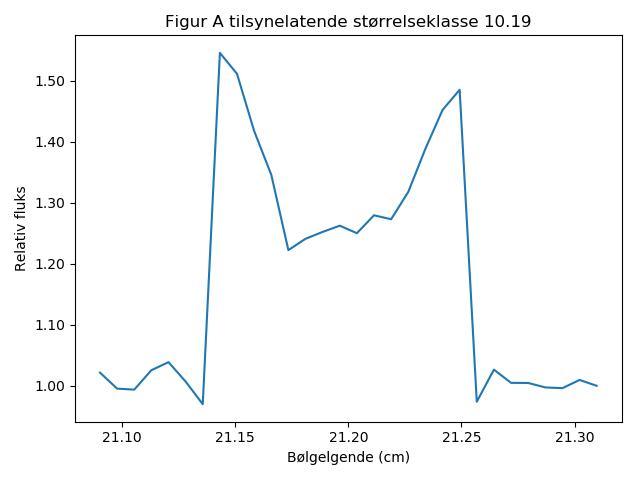 Figur A tilsynelatende størrelseklasse 10.19
1.50
1.40
1.30
1.20
1.10
1.00
Relativ fluks
21.10 21.15 21.20 21.25 21.30
Bølgelgende (cm)